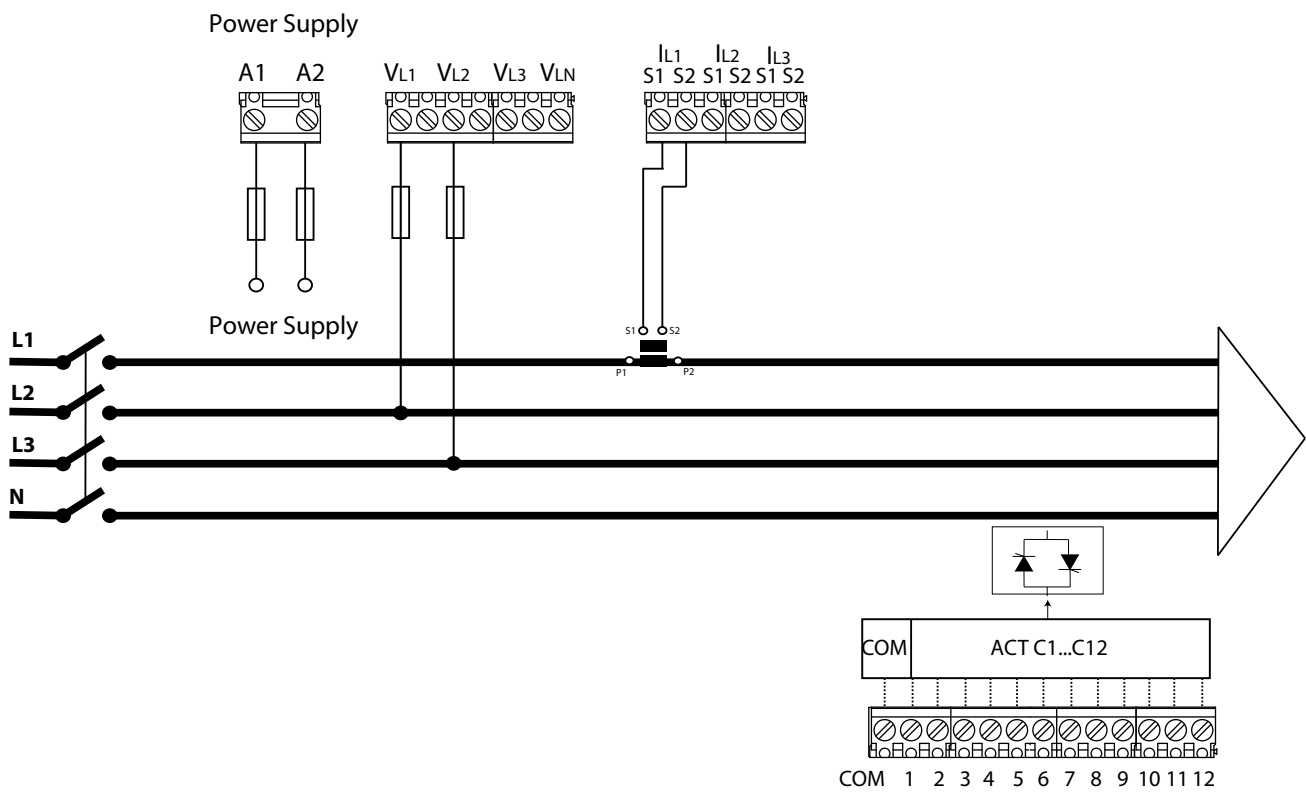 Power Supply
A1 A2
VL1 VL2 VL3 VLN
IL1 IL2 IL3
S1 S2 S1 S2 S1 S2
Power Supply
S1 S2
L1
P1 P2
L2
L3
N
COM ACT C1...C12
COM 1 2 3 4 5 6 7 8 9 10 11 12